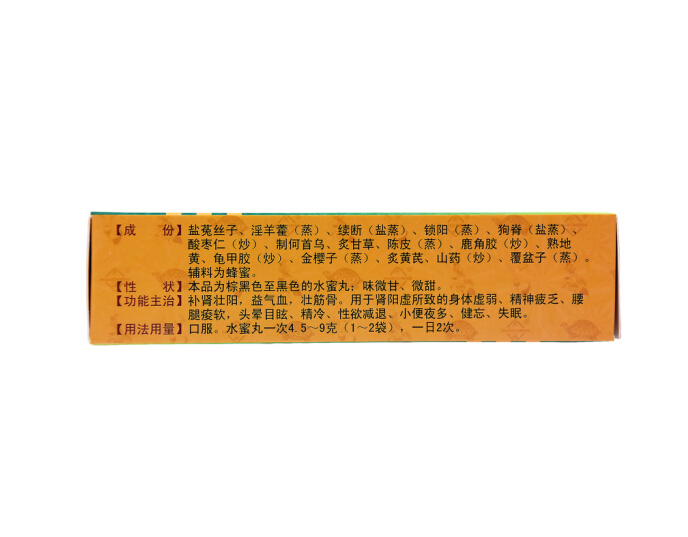 【成　份】盐菟丝子、淫羊藿（蒸）、续断（盐蒸）、锁阳（蒸）、狗脊（盐蒸）、
酸枣仁（炒）、制何首乌、炙甘草、陈皮（蒸）、鹿角胶（炒）、熟地
黄、龟甲胶（炒）、金樱子（蒸）、炙黄芪、山药（炒）、覆盆子（蒸）。
辅料为蜂蜜。
【性　状】本品为棕黑色至黑色的水蜜丸，味微甘、微甜。
【功能主治】补肾壮阳，益气血，壮筋骨。用于肾阳虚所致的身体虚弱、精神疲乏、腰
腿痠软，头晕目眩、精冷、性欲减退、小便夜多、健忘、失眠。
【用法用量】口服。水蜜丸一次4.5～9克（1～2袋），一日2次。